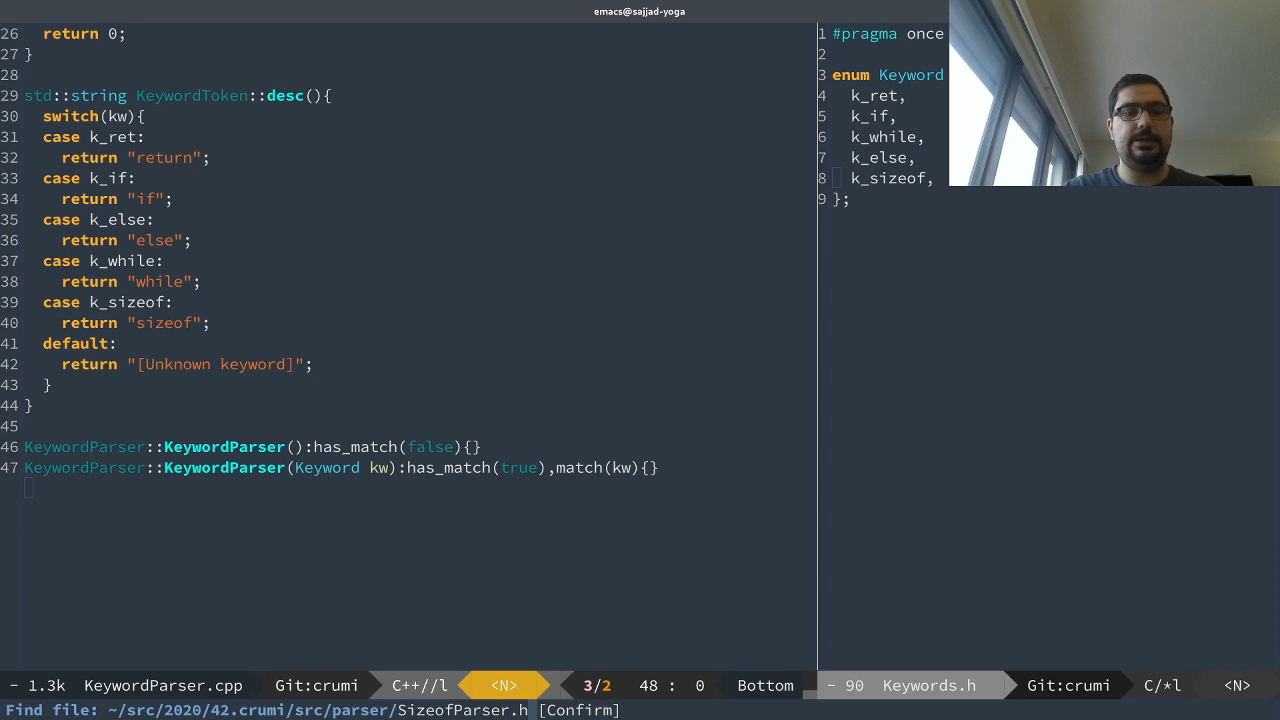 emacs@sajjad-yoga
26   return 0;
27 }
28
29 std::string KeywordToken::desc(){
30   switch(kw){
31   case k_ret:
32     return "return";
33   case k_if:
34     return "if";
35   case k_else:
36     return "else";
37   case k_while:
38     return "while";
39   case k_sizeof:
40     return "sizeof";
41   default:
42     return "[Unknown keyword]";
43   }
44 }
45
46 KeywordParser::KeywordParser():has_match(false){}
47 KeywordParser::KeywordParser(Keyword kw):has_match(true),match(kw){}
1 #pragma once
2
3 enum Keyword
4   k_ret,
5   k_if,
6   k_while,
7   k_else,
8   k_sizeof,
9 };
- 1.3k KeywordParser.cpp Git:crumi C++//l <N> 3/2 48 : 0 Bottom
- 90 Keywords.h Git:crumi C/*l <N>
Find file: ~/src/2020/42.crumi/src/parser/SizeofParser.h [Confirm]